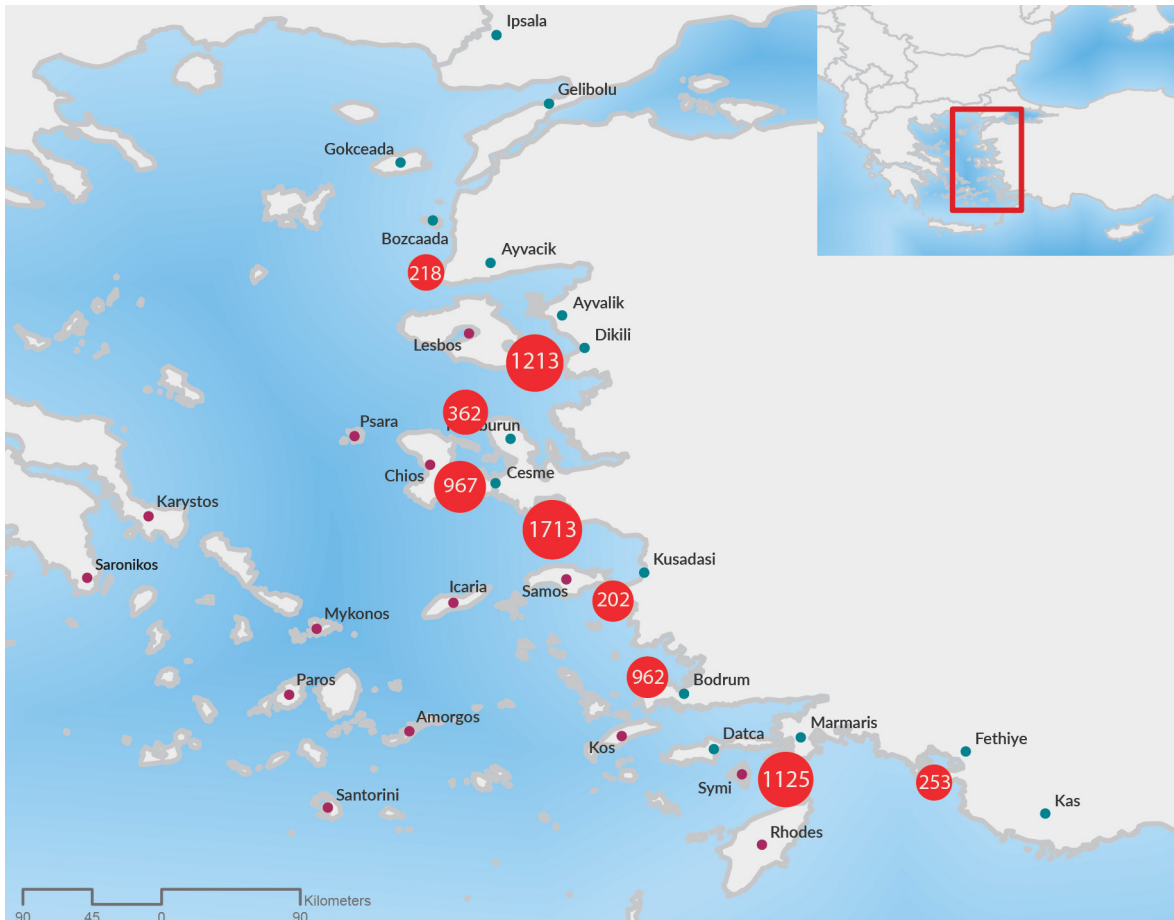 Ipsala
Gelibolu
Gokceada
Bozcaada
Ayvacik
218
Ayvalik
Lesbos
Dikili
1213
362
Psara
burun
Chios
Cesme
967
Karystos
1713
Saronikos
Kusadasi
Icaria
Samos
202
Mykonos
962
Paros
Bodrum
Amorgos
Kos
Datca
Marmaris
Fethiye
Symi
1125
253
Santorini
Kas
Rhodes
Kilometers
90 45 0 90